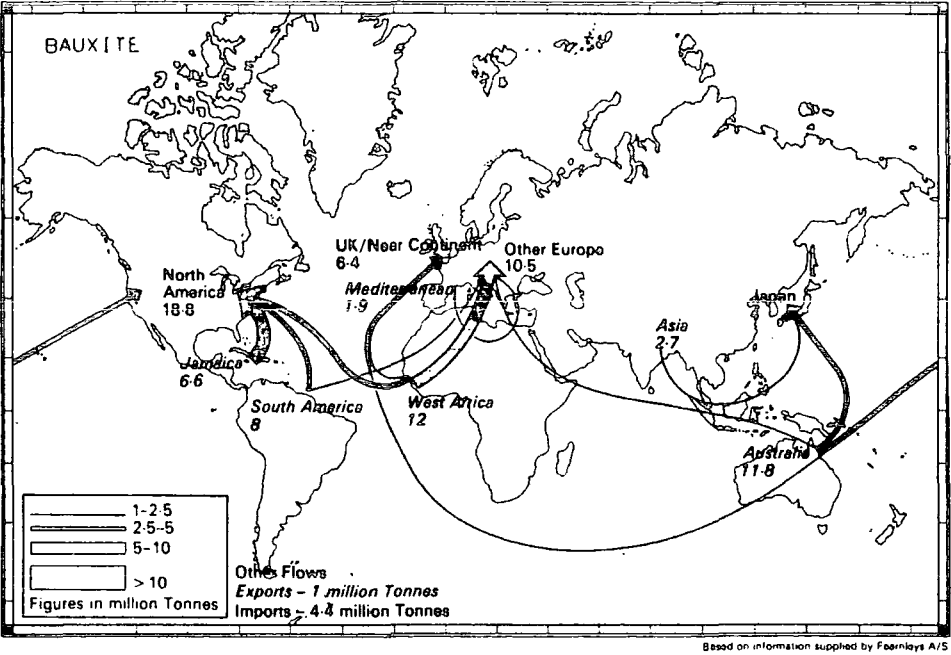 BAUXITE
UK/Near Continent
6·4
Other Europe
10·5
North
America
18·8
Mediterranean
1·9
Japan
Asia
2·7
Jamaica
6·6
South America
8
West Africa
12
Australia
11·8
1-2·5
2·5-5
5-10
>10
Figures in million Tonnes
Other Flows
Exports - 1 million Tonnes
Imports - 4·4 million Tonnes
Based on information supplied by Fearnleys A/S